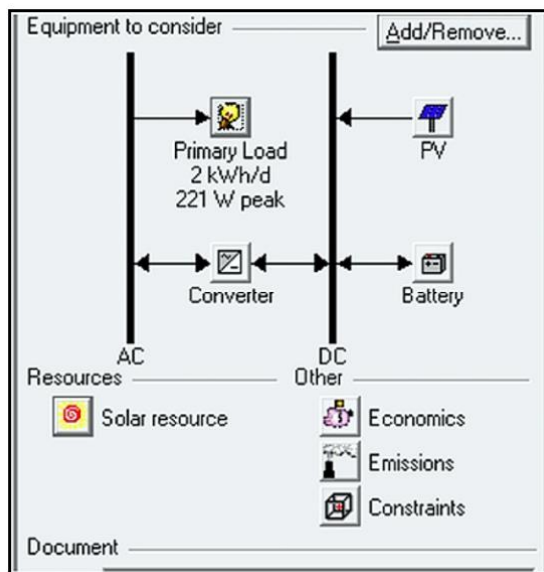 Equipment to consider
Add/Remove...
Primary Load
2 kWh/d
221 W peak
PV
Converter
Battery
AC
DC
Resources
Other
Solar resource
Economics
Emissions
Constraints
Document